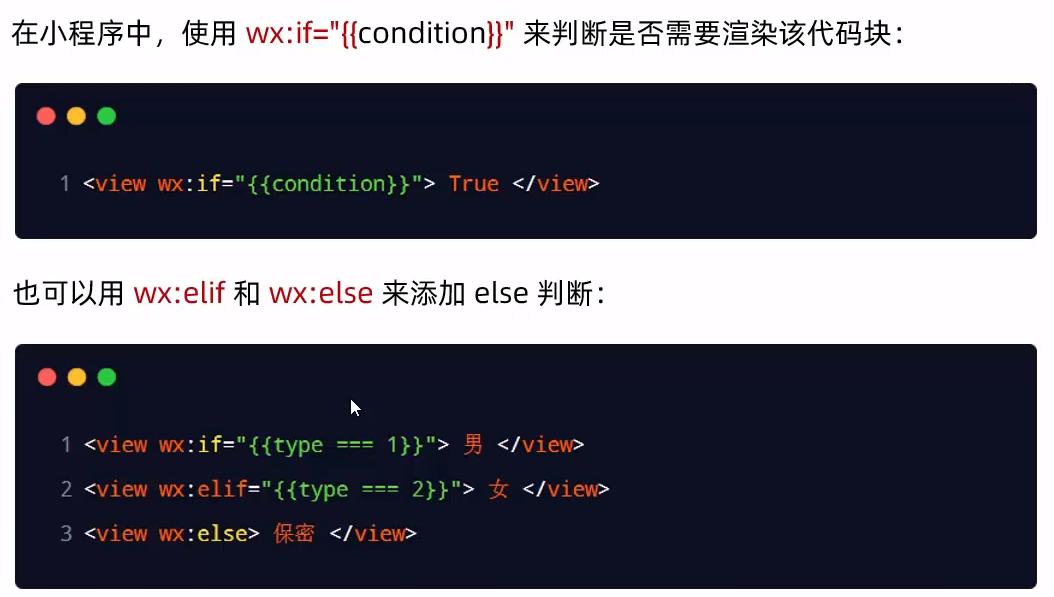 在小程序中，使用 wx:if="{{condition}}" 来判断是否需要渲染该代码块：
1 <view wx:if="{{condition}}"> True </view>
也可以用 wx:elif 和 wx:else 来添加 else 判断：
1 <view wx:if="{{type === 1}}"> 男 </view>
2 <view wx:elif="{{type === 2}}"> 女 </view>
3 <view wx:else> 保密 </view>